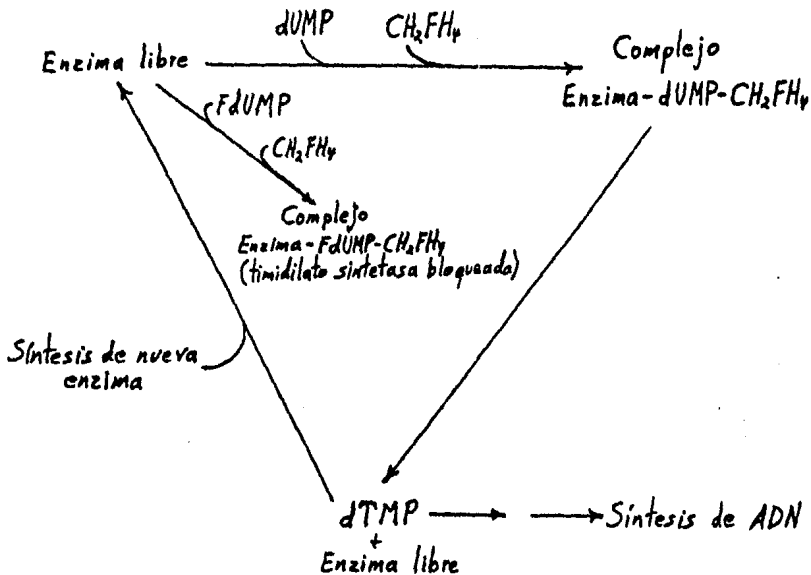 dUMP
CH₂FH₄
Enzima libre
Complejo
Enzima-dUMP-CH₂FH₄
FdUMP
CH₂FH₄
Complejo
Enzima-FdUMP-CH₂FH₄
(timidilato sintetasa bloqueada)
Síntesis de nueva
enzima
dTMP
Síntesis de ADN
+
Enzima libre